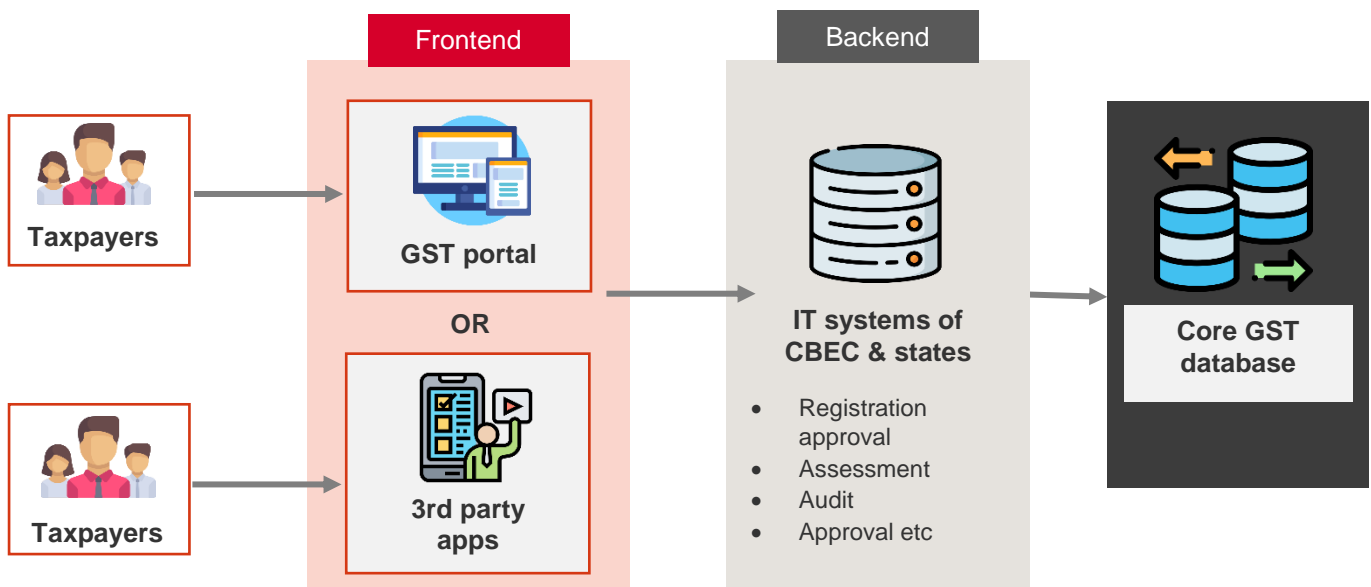 Frontend
Backend
Taxpayers
GST portal
OR
Taxpayers
3rd party
apps
IT systems of
CBEC & states
• Registration
approval
• Assessment
• Audit
• Approval etc
Core GST
database